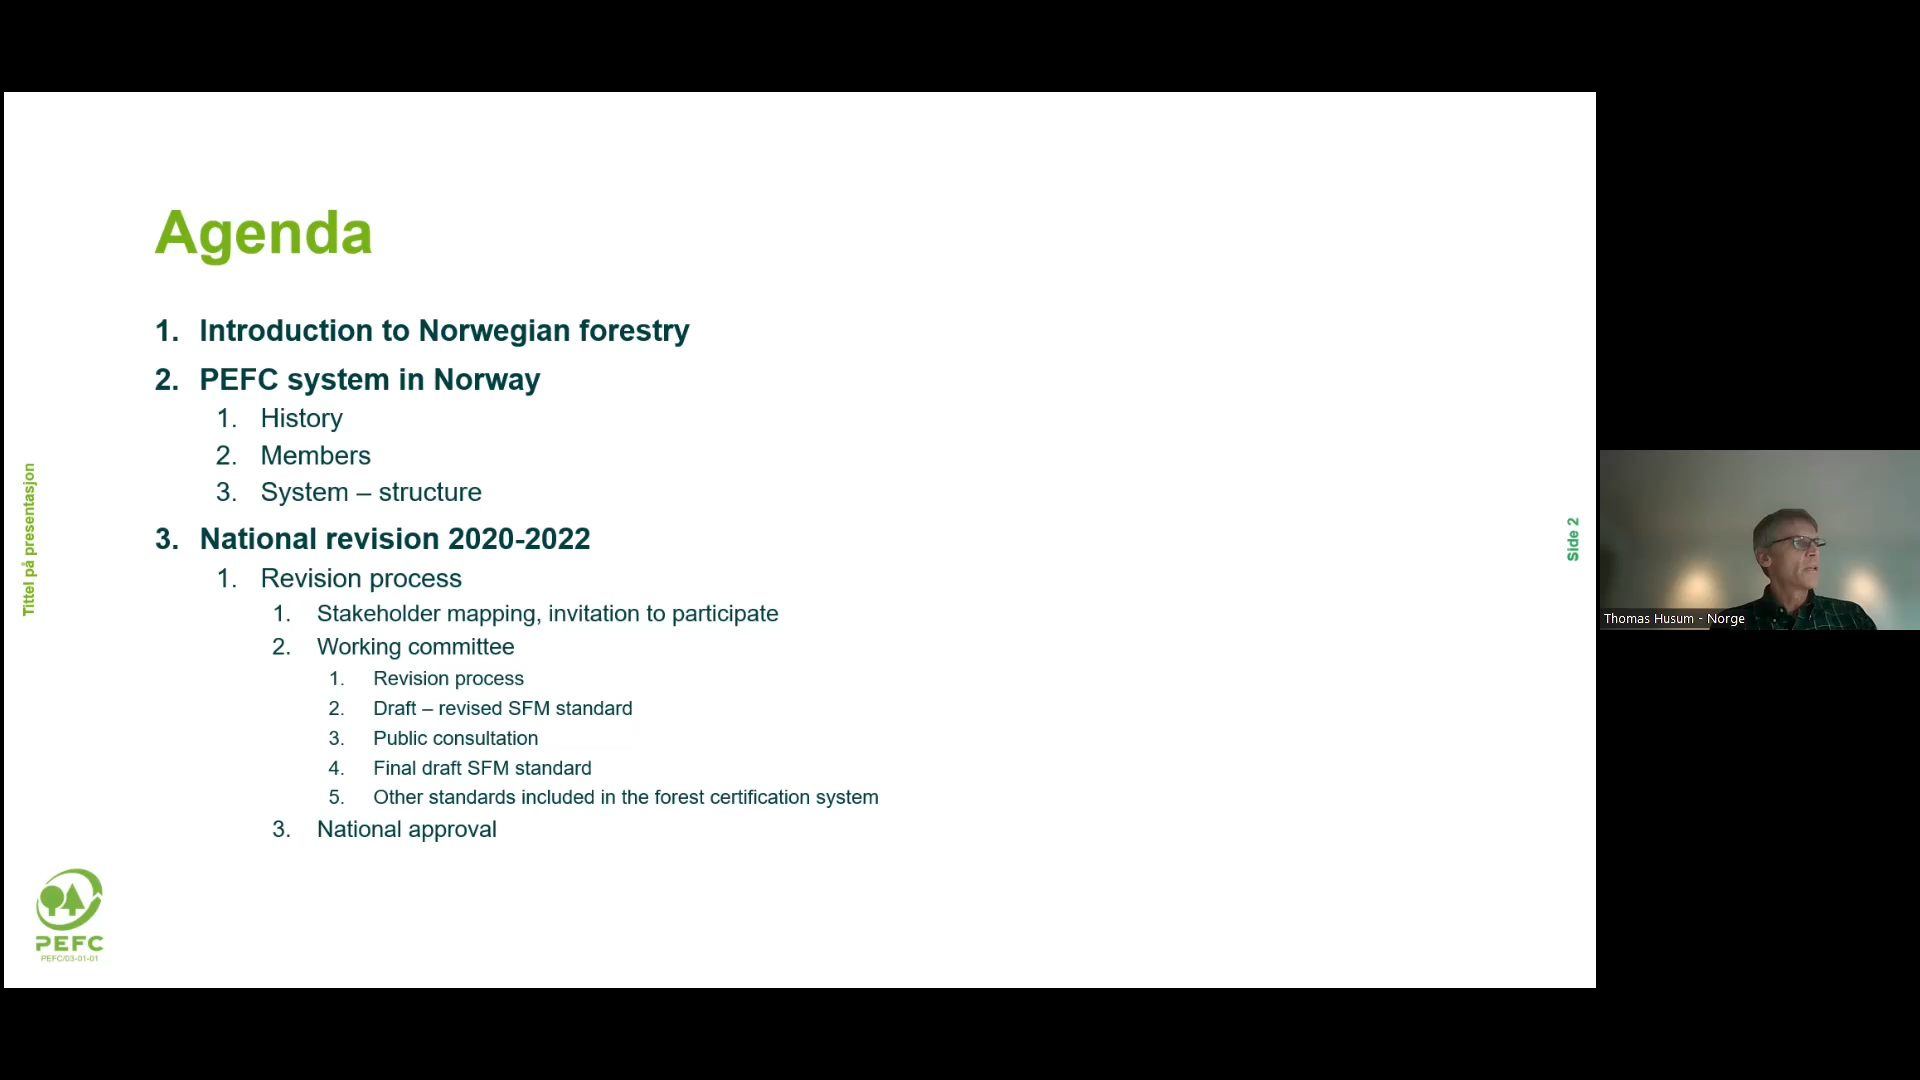 Agenda
1. Introduction to Norwegian forestry
2. PEFC system in Norway
1. History
2. Members
3. System – structure
3. National revision 2020-2022
1. Revision process
1. Stakeholder mapping, invitation to participate
2. Working committee
1. Revision process
2. Draft – revised SFM standard
3. Public consultation
4. Final draft SFM standard
5. Other standards included in the forest certification system
3. National approval
Tittel på presentasjon
Side 2
PEFC
PEFC/03-01-01
Thomas Husum - Norge